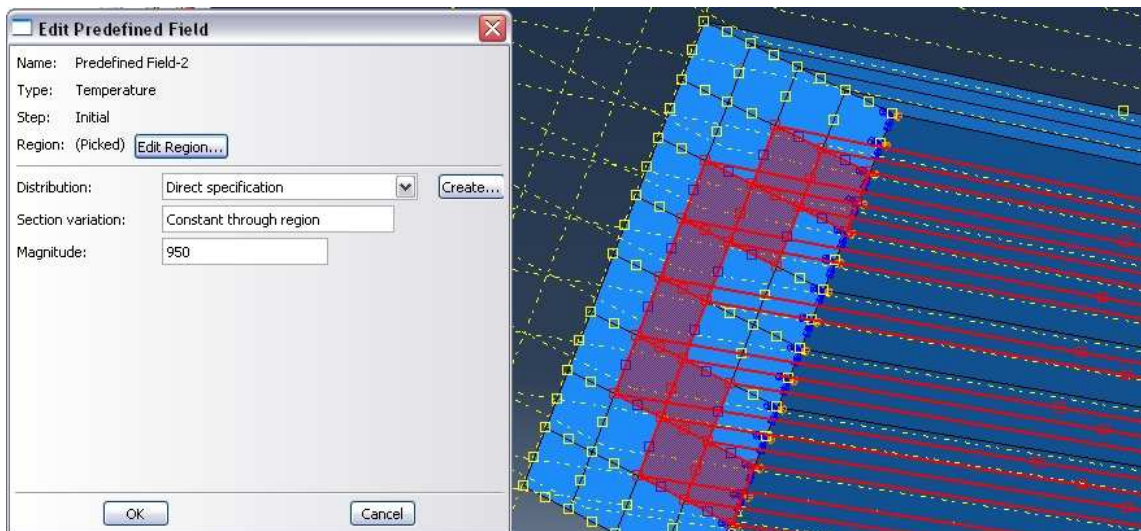 Edit Predefined Field
Name: Predefined Field-2
Type: Temperature
Step: Initial
Region: (Picked) Edit Region...
Distribution: Direct specification Create...
Section variation: Constant through region
Magnitude: 950
OK Cancel